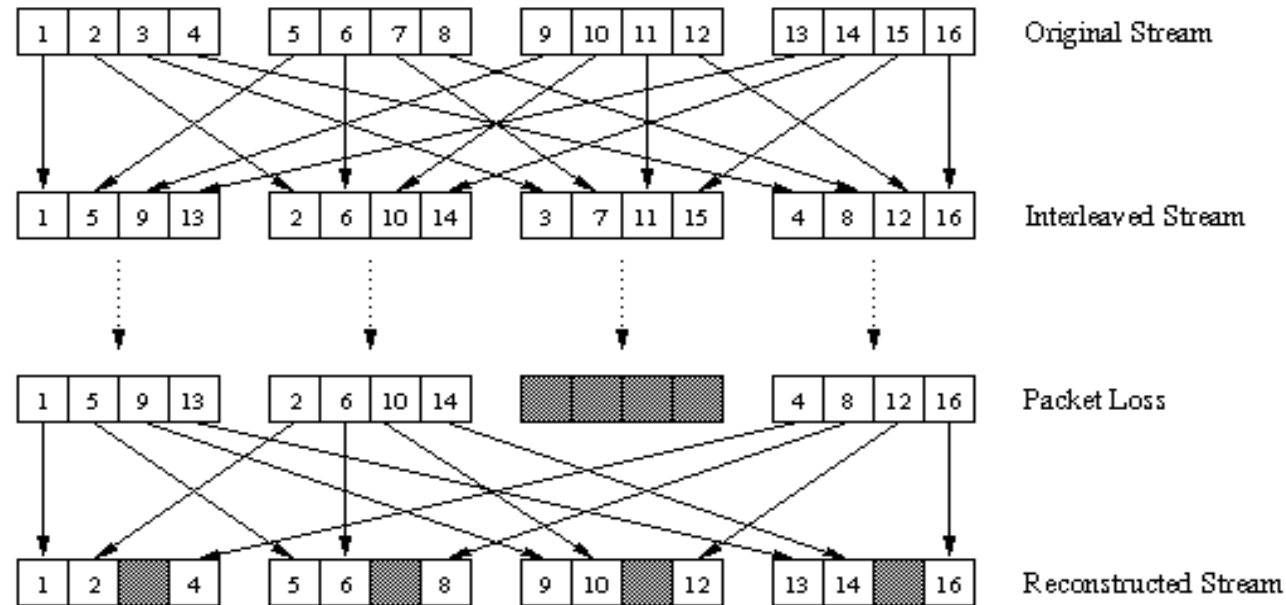 1 2 3 4 5 6 7 8 9 10 11 12 13 14 15 16 Original Stream
1 5 9 13 2 6 10 14 3 7 11 15 4 8 12 16 Interleaved Stream
1 5 9 13 2 6 10 14 4 8 12 16 Packet Loss
1 2 4 5 6 8 9 10 12 13 14 16 Reconstructed Stream